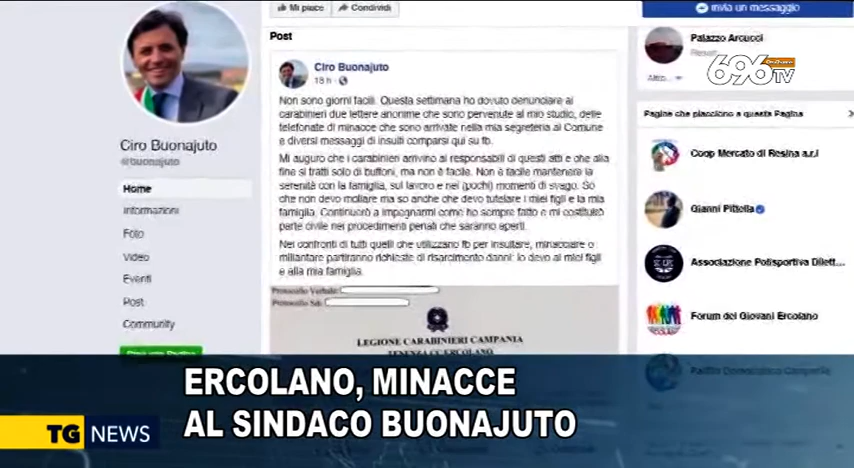 Mi piace
Condividi
Invia un messaggio
Post
Palazzo Arcucci
696 TV
Ciro Buonajuto
18 h
Pagine che piacciono a questa Pagina
Non sono giorni facili. Questa settimana ho dovuto denunciare ai
carabinieri due lettere anonime che sono pervenute al mio studio, delle
telefonate di minacce che sono arrivate nella mia segreteria al Comune
e diversi messaggi di insulti comparsi qui su fb.
Mi auguro che i carabinieri arrivino ai responsabili di questi atti e che alla
fine si tratti solo di buffoni, ma non è facile. Non è facile mantenere la
serenità con la famiglia, sul lavoro e nei (pochi) momenti di svago. So
che non devo mollare ma so anche che devo tutelare i miei figli e la mia
famiglia. Continuerò a impegnarmi come ho sempre fatto e mi costituirò
parte civile nei procedimenti penali che saranno aperti.
Nei confronti di tutti quelli che utilizzano fb per insultare, minacciare o
millantare partiranno richieste di risarcimento danni: lo devo ai miei figli
e alla mia famiglia.
Ciro Buonajuto
@buonajuto
Home
Informazioni
Foto
Video
Eventi
Post
Community
Coop Mercato di Resina a.r.l
Gianni Pittella
Associazione Polisportiva Dilett...
Forum dei Giovani Ercolano
Protocollo Verbale:
Protocollo Sdi:
LEGIONE CARABINIERI CAMPANIA
TENENZA CC ERCOLANO
ERCOLANO, MINACCE
AL SINDACO BUONAJUTO
TG NEWS